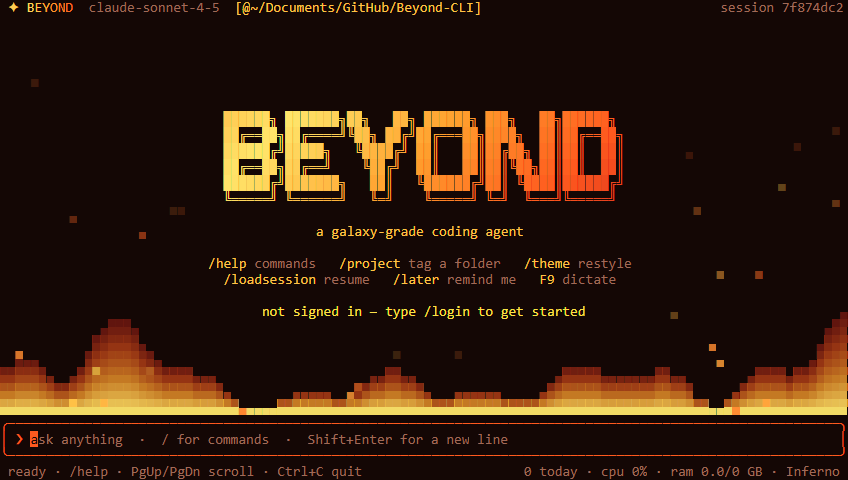 ✦ BEYOND claude-sonnet-4-5 [@~/Documents/GitHub/Beyond-CLI] session 7f874dc2
BEYOND
a galaxy-grade coding agent
/help commands /project tag a folder /theme restyle
/loadsession resume /later remind me F9 dictate
not signed in — type /login to get started
❯ ask anything · / for commands · Shift+Enter for a new line
ready · /help · PgUp/PgDn scroll · Ctrl+C quit 0 today · cpu 0% · ram 0.0/0 GB · Inferno